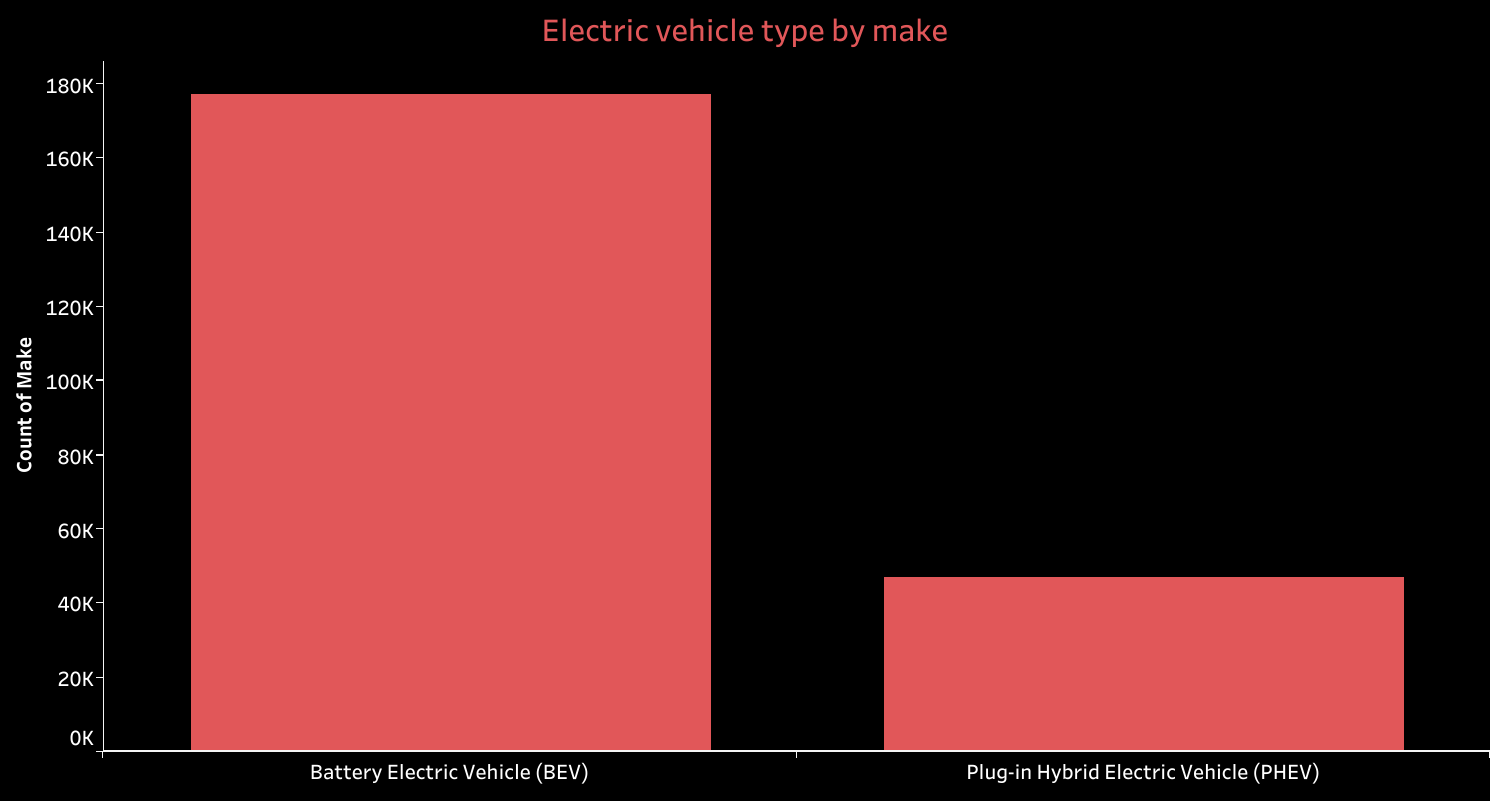 Electric vehicle type by make
180K
160K
140K
120K
100K
80K
60K
40K
20K
0K
Count of Make
Battery Electric Vehicle (BEV)
Plug-in Hybrid Electric Vehicle (PHEV)